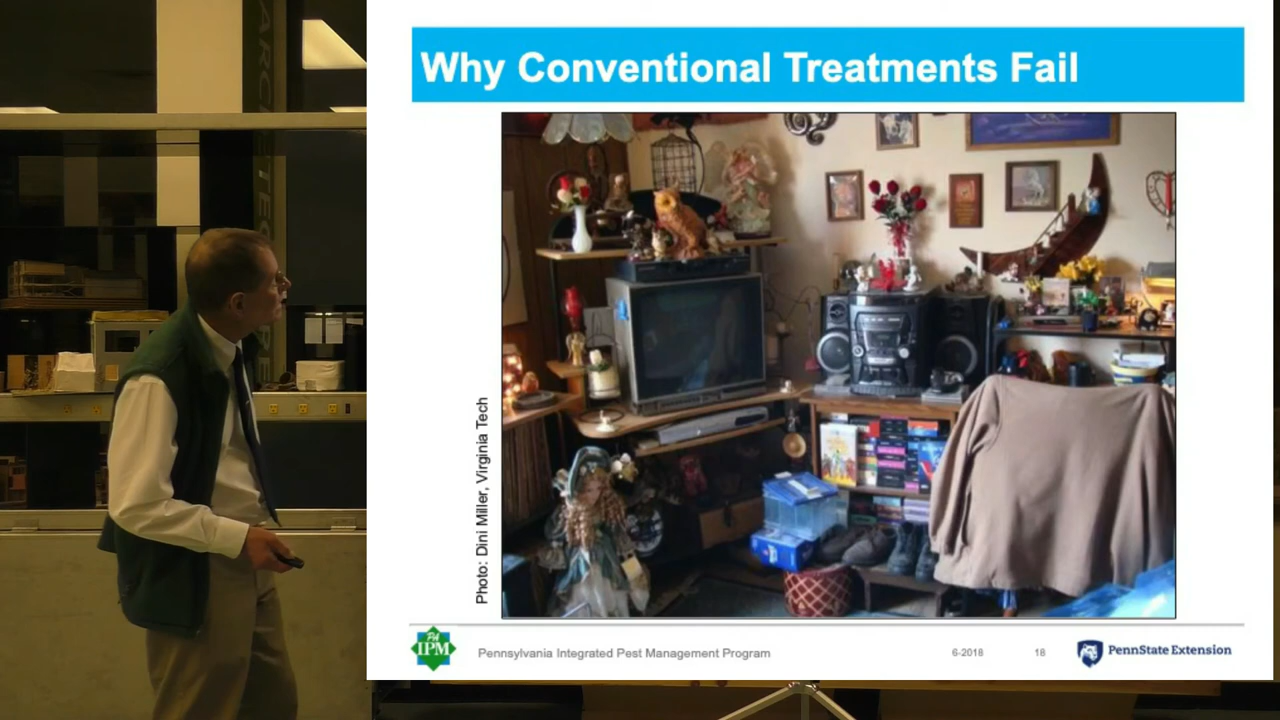 Why Conventional Treatments Fail
Photo: Dini Miller, Virginia Tech
PA
IPM
Pennsylvania Integrated Pest Management Program
6-2018
18
PennState Extension